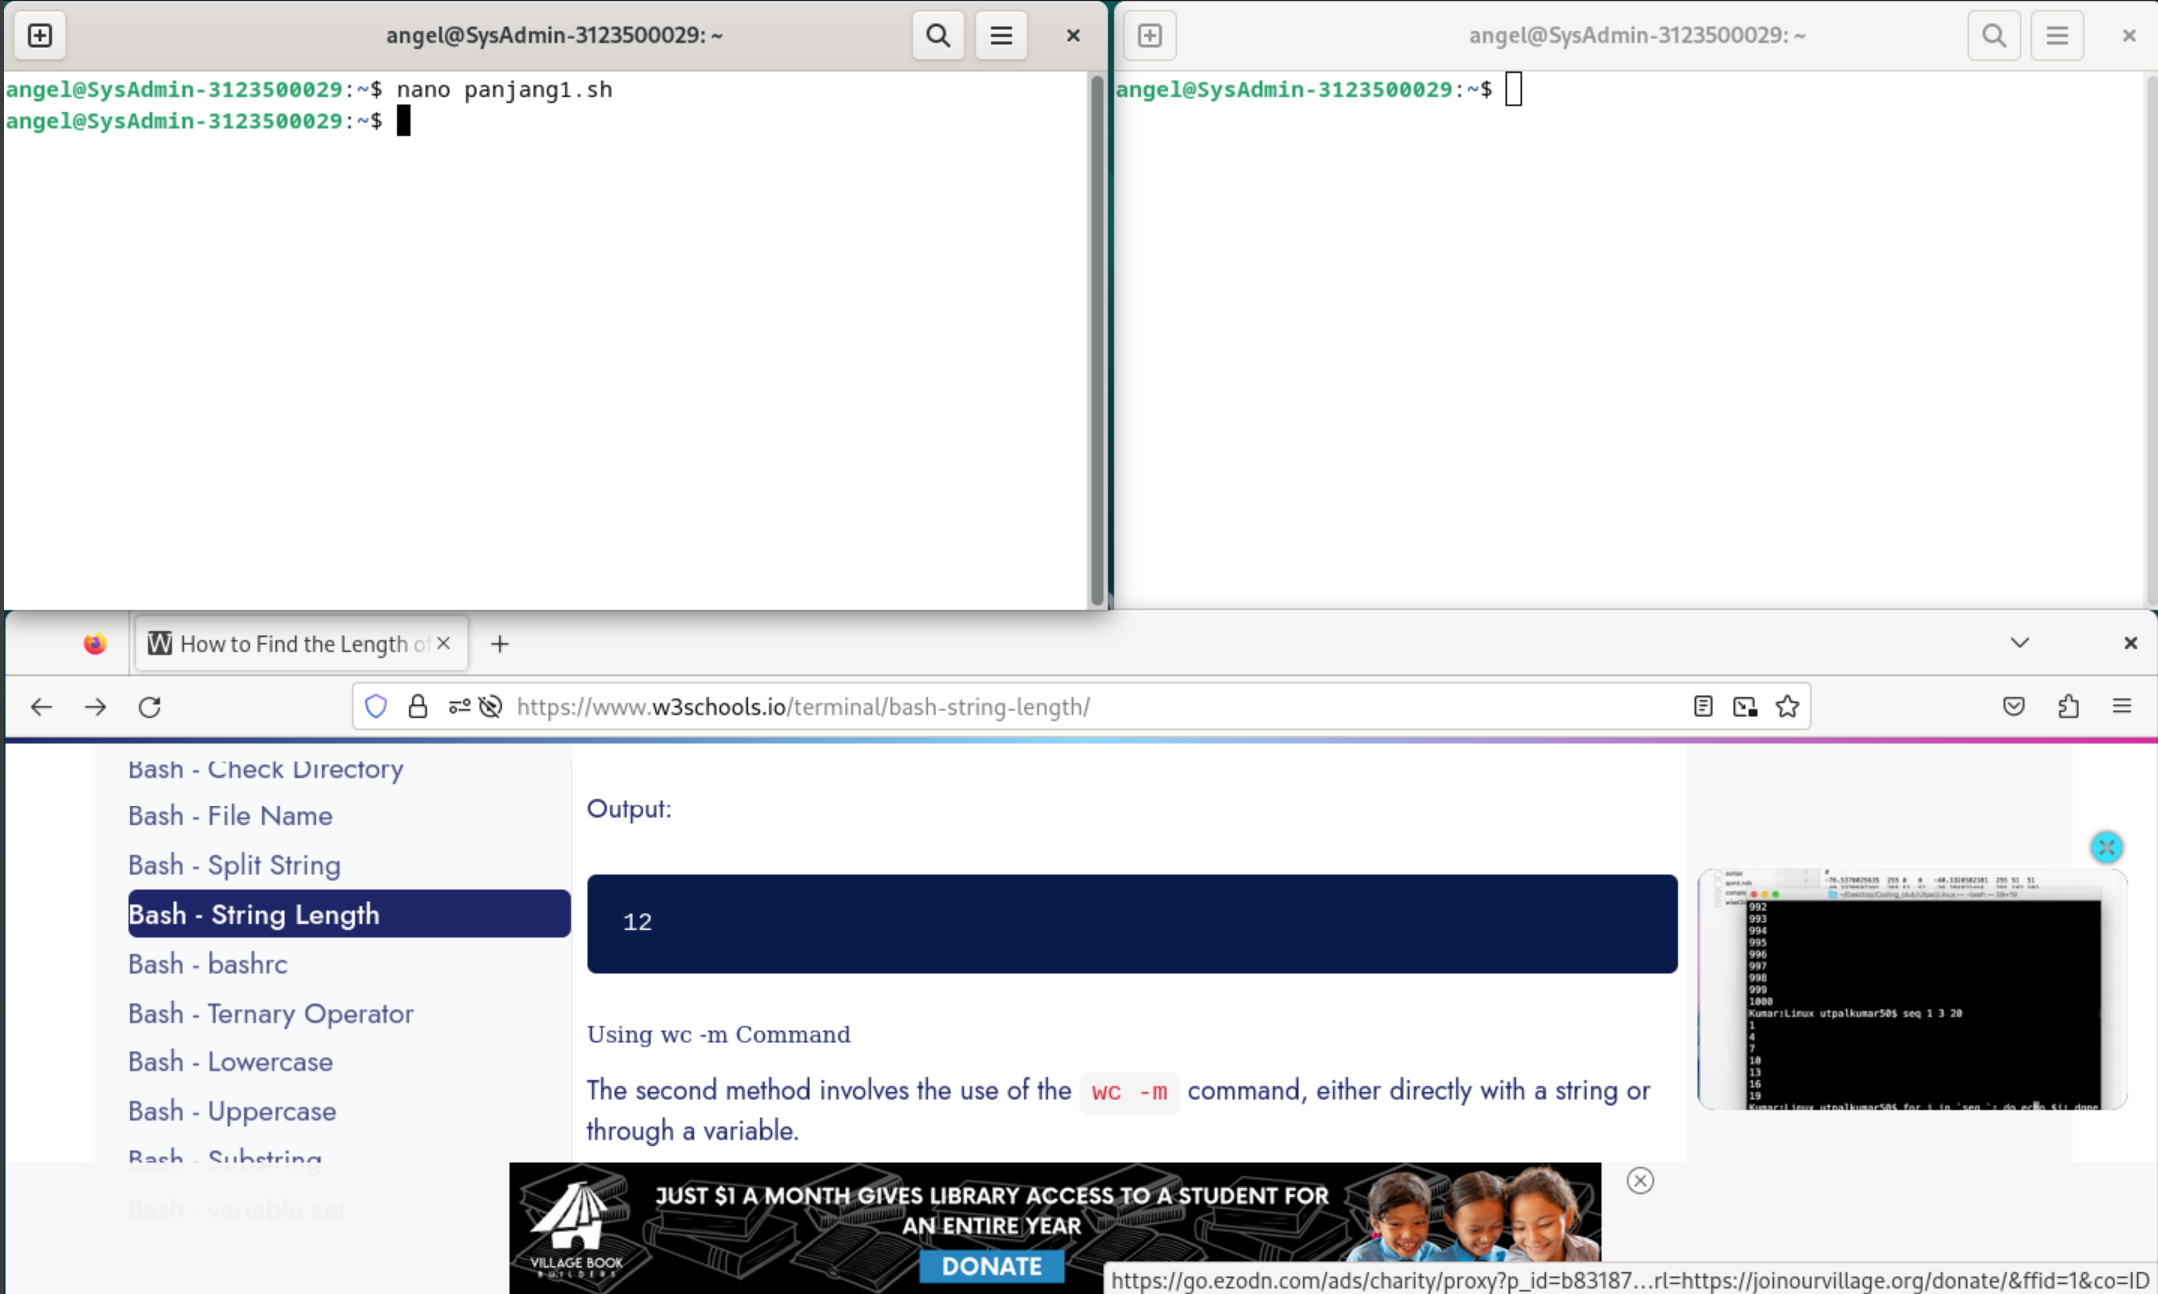 angel@SysAdmin-3123500029: ~
angel@SysAdmin-3123500029:~$ nano panjang1.sh
angel@SysAdmin-3123500029:~$
angel@SysAdmin-3123500029: ~
angel@SysAdmin-3123500029:~$
How to Find the Length of
https://www.w3schools.io/terminal/bash-string-length/
Bash - Check Directory
Bash - File Name
Bash - Split String
Bash - String Length
Bash - bashrc
Bash - Ternary Operator
Bash - Lowercase
Bash - Uppercase
Bash - Substring
Bash - variable set
Output:
12
Using wc -m Command
The second method involves the use of the wc -m command, either directly with a string or
through a variable.
992
993
994
995
996
997
998
999
1000
Kumar:Linux utpalkumar50$ seq 1 3 20
1
4
7
10
13
16
19
Kumar:Linux utpalkumar50$ for i in `seq `; do echo $i; done
JUST $1 A MONTH GIVES LIBRARY ACCESS TO A STUDENT FOR
AN ENTIRE YEAR
VILLAGE BOOK
BUILDERS
DONATE
https://go.ezodn.com/ads/charity/proxy?p_id=b83187...rl=https://joinourvillage.org/donate/&ffid=1&co=ID